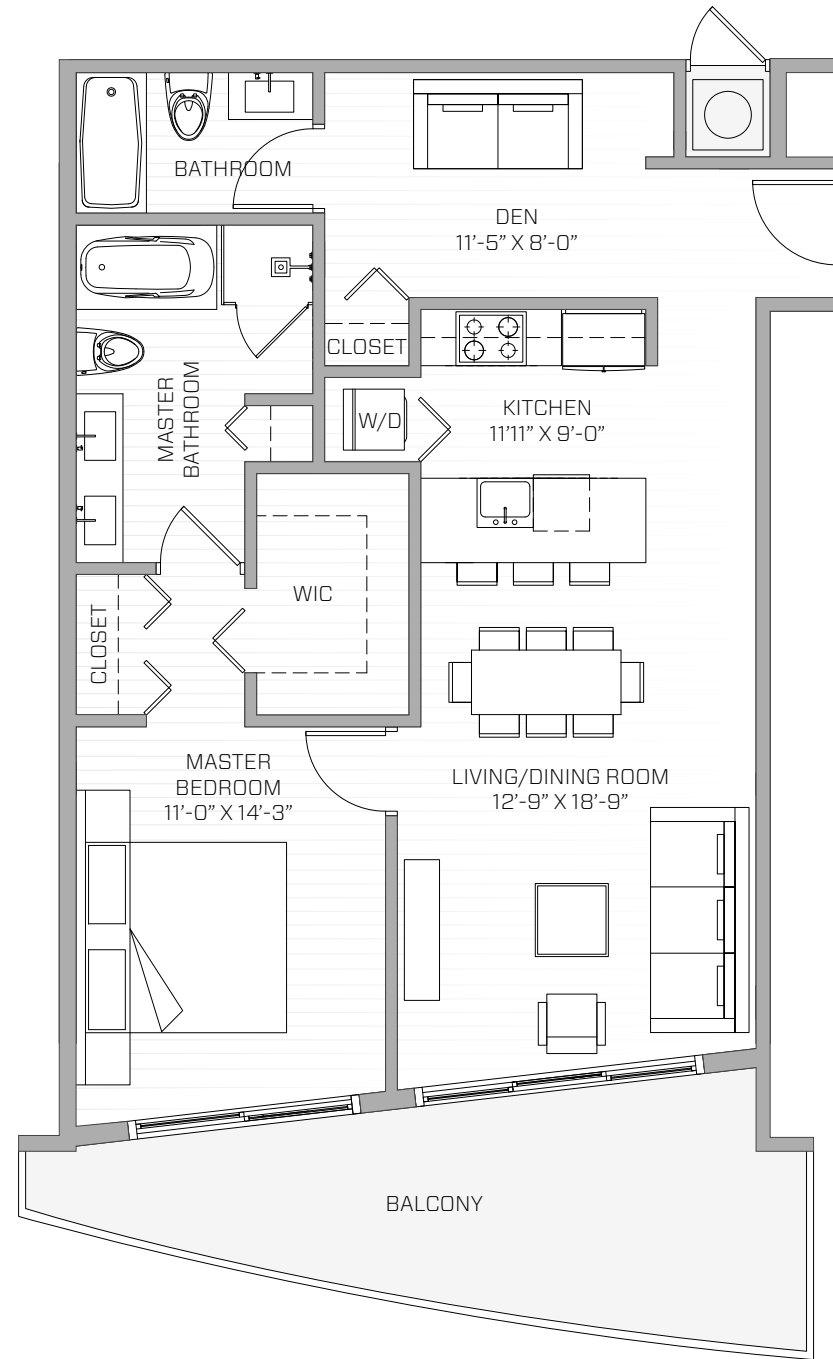 BATHROOM
DEN
11'-5” X 8'-0”
CLOSET
MASTER
BATHROOM
W/D
KITCHEN
11'11” X 9'-0”
WIC
CLOSET
MASTER
BEDROOM
11'-0” X 14'-3”
LIVING/DINING ROOM
12'-9” X 18'-9”
BALCONY